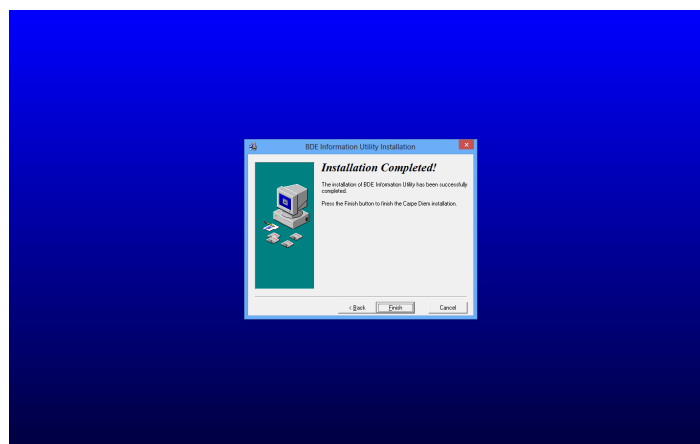 BDE Information Utility Installation
Installation Completed!
The installation of BDE Information Utility has been successfully
completed.
Press the Finish button to finish the Carpe Diem installation.
< Back
Finish
Cancel